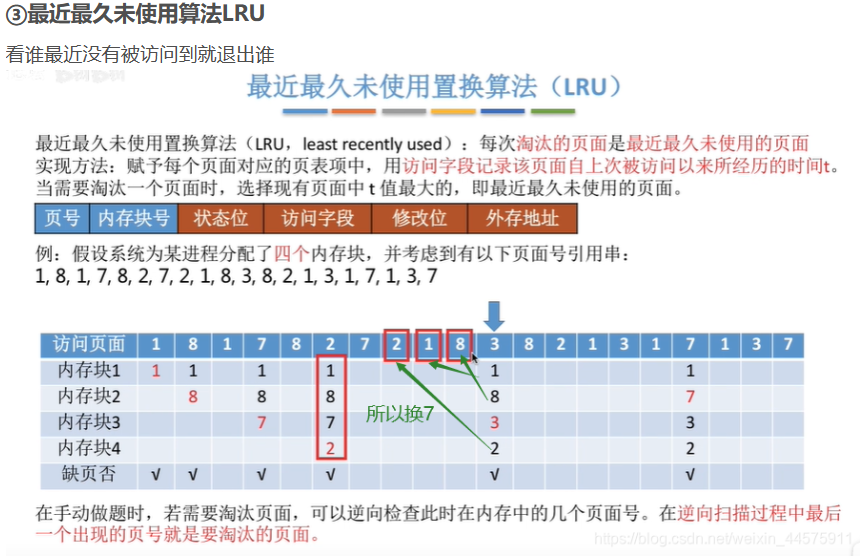 ③最近最久未使用算法LRU
看谁最近没有被访问到就退出谁
最近最久未使用置换算法（LRU）
最近最久未使用置换算法（LRU，least recently used）：每次淘汰的页面是最近最久未使用的页面
实现方法：赋予每个页面对应的页表项中，用访问字段记录该页面自上次被访问以来所经历的时间t。
当需要淘汰一个页面时，选择现有页面中 t 值最大的，即最近最久未使用的页面。
页号 内存块号 状态位 访问字段 修改位 外存地址
例：假设系统为某进程分配了四个内存块，并考虑到有以下页面号引用串：
1, 8, 1, 7, 8, 2, 7, 2, 1, 8, 3, 8, 2, 1, 3, 1, 7, 1, 3, 7
访问页面 1 8 1 7 8 2 7 2 1 8 3 8 2 1 3 1 7 1 3 7
内存块1 1 1 1 1 1 1
内存块2 8 8 8 8 7
内存块3 7 7 3 3
所以换7
内存块4 2 2 2
缺页否 √ √ √ √ √ √
在手动做题时，若需要淘汰页面，可以逆向检查此时在内存中的几个页面号。在逆向扫描过程中最后
一个出现的页号就是要淘汰的页面。
https://blog.csdn.net/weixin_44575911